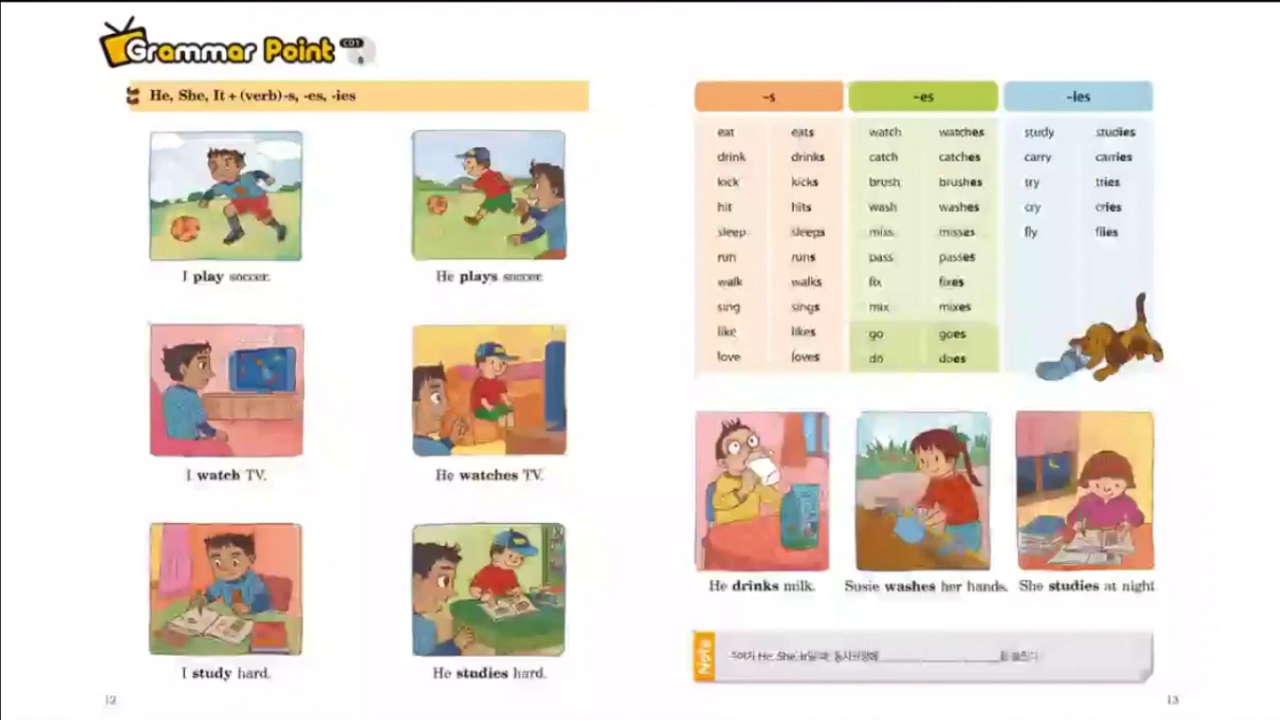 Grammar Point CD1
8
He, She, It + (verb) -s, -es, -ies
I play soccer.
He plays soccer.
I watch TV.
He watches TV.
I study hard.
He studies hard.
12
-s
eat eats
drink drinks
kick kicks
hit hits
sleep sleeps
run runs
walk walks
sing sings
like likes
love loves
-es
watch watches
catch catches
brush brushes
wash washes
miss misses
pass passes
fix fixes
mix mixes
go goes
do does
-ies
study studies
carry carries
try tries
cry cries
fly flies
He drinks milk.
Susie washes her hands.
She studies at night
Note
He, She, It
13